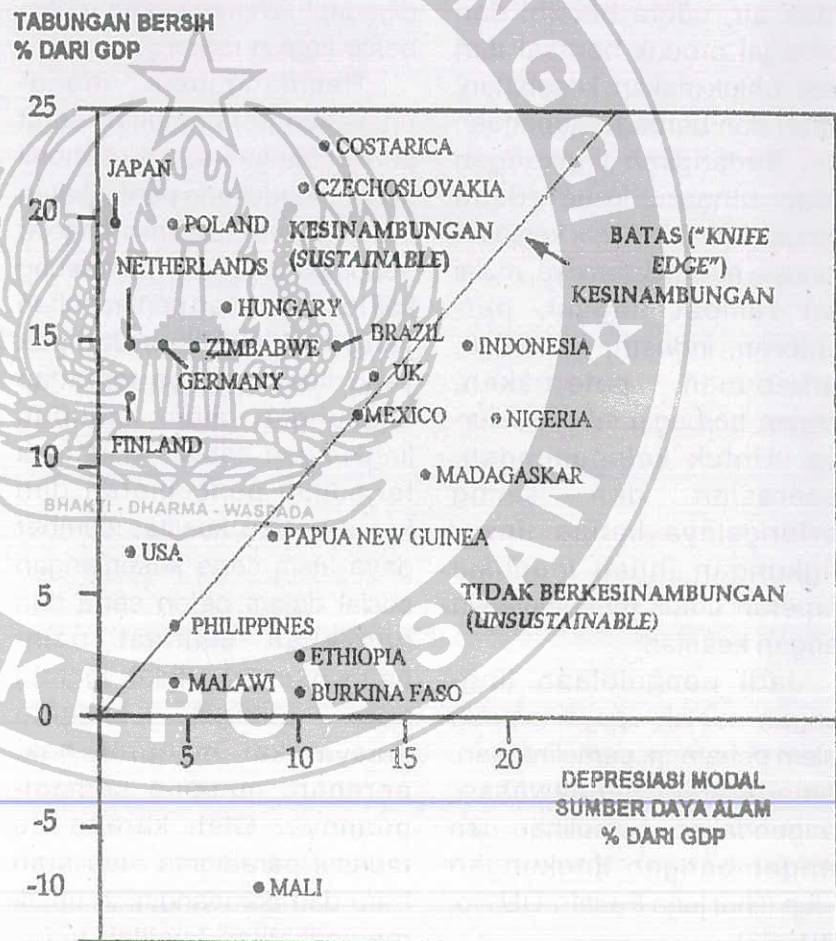 TABUNGAN BERSIH
% DARI GDP
25
COSTARICA
JAPAN
CZECHOSLOVAKIA
20
POLAND
KESINAMBUNGAN
(SUSTAINABLE)
BATAS ("KNIFE
EDGE")
KESINAMBUNGAN
NETHERLANDS
HUNGARY
15
ZIMBABWE
BRAZIL
INDONESIA
GERMANY
UK
MEXICO
NIGERIA
FINLAND
10
MADAGASKAR
BHAKTI - DHARMA - WASPADA
PAPUA NEW GUINEA
USA
5
TIDAK BERKESINAMBUNGAN
(UNSUSTAINABLE)
PHILIPPINES
ETHIOPIA
MALAWI
BURKINA FASO
0
5
10
15
20
DEPRESIASI MODAL
SUMBER DAYA ALAM
% DARI GDP
-5
-10
MALI